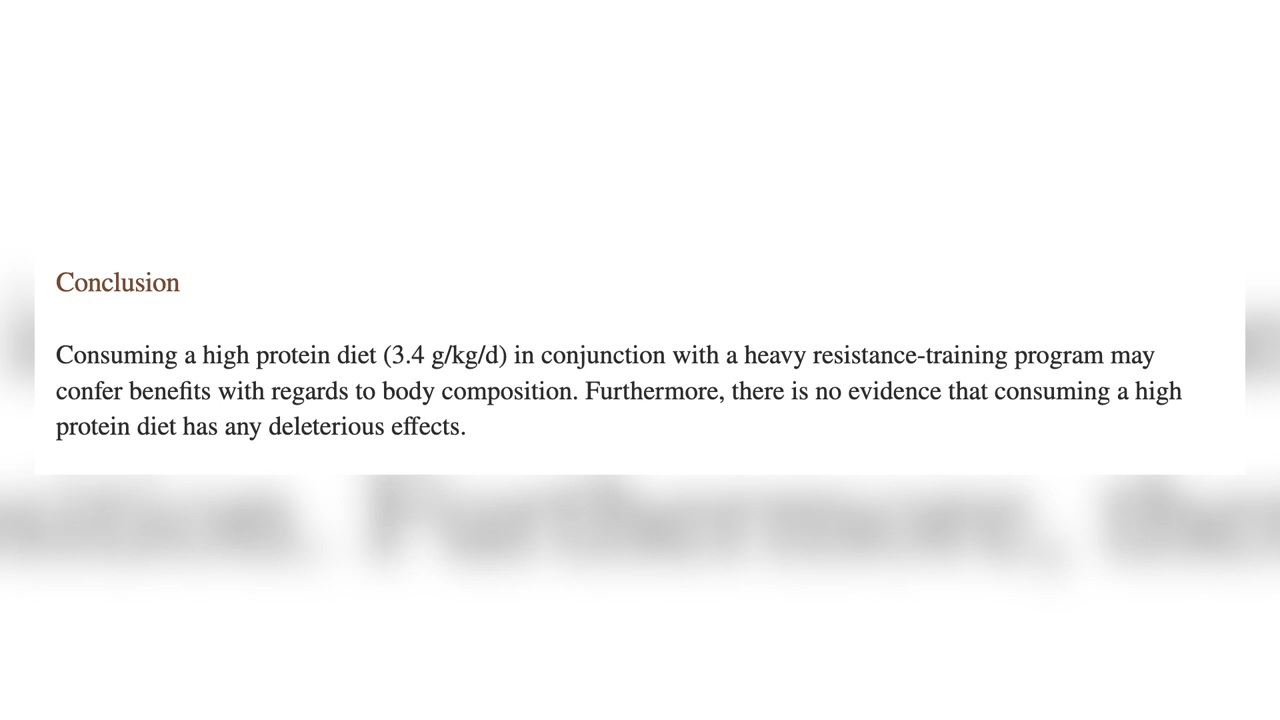 Conclusion
Consuming a high protein diet (3.4 g/kg/d) in conjunction with a heavy resistance-training program may
confer benefits with regards to body composition. Furthermore, there is no evidence that consuming a high
protein diet has any deleterious effects.